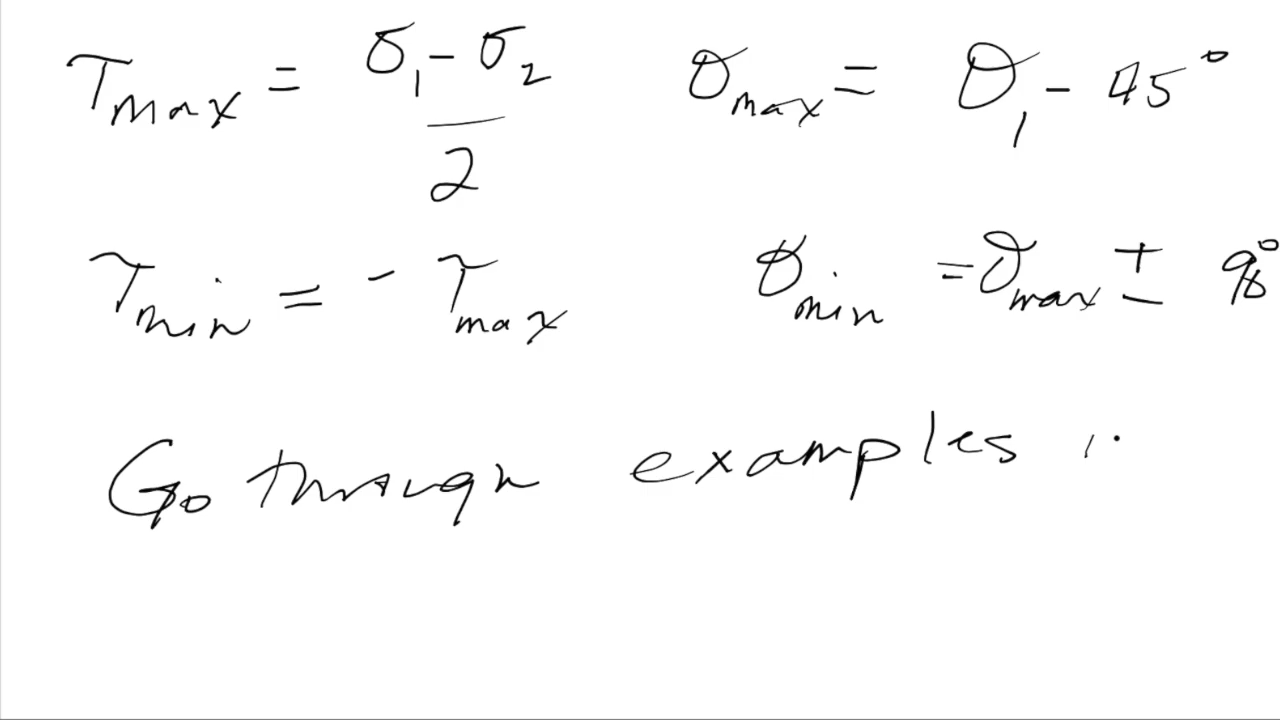 τmax = σ1 - σ2 / 2 θmax = θ1 - 45°
τmin = - τmax θmin = θmax ± 90°
Go through examples